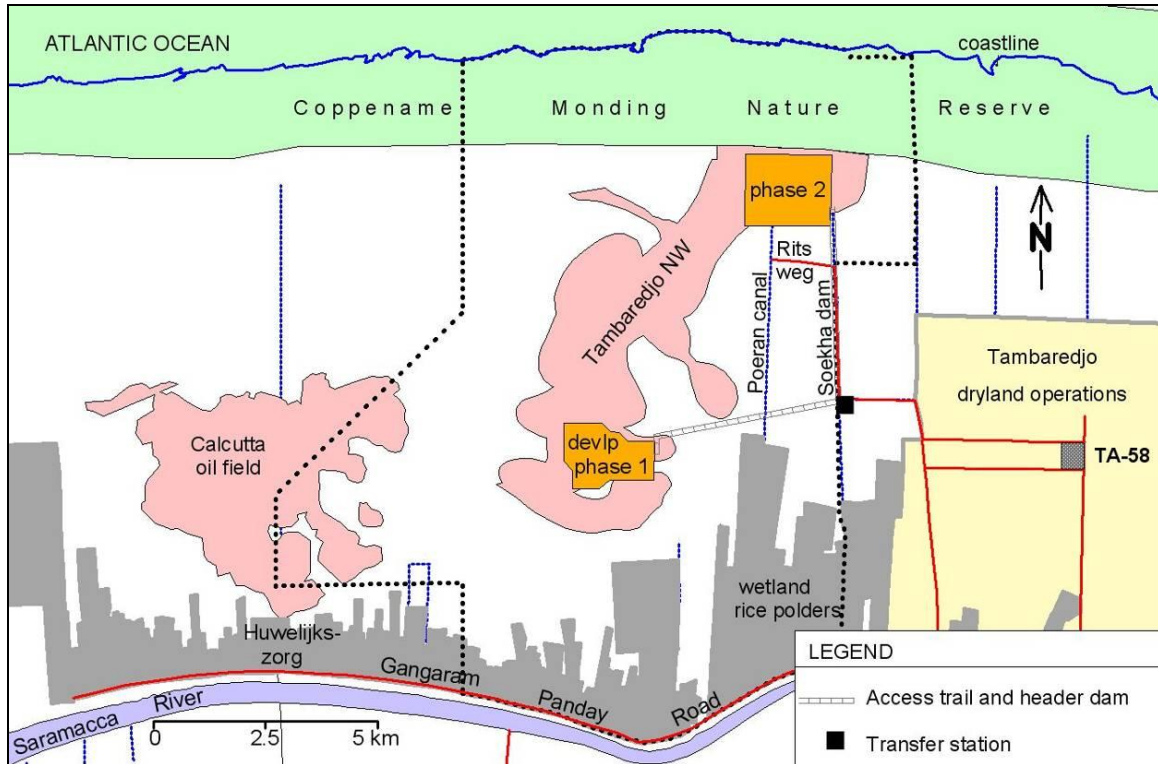 ATLANTIC OCEAN
coastline
Coppename Monding Nature Reserve
phase 2
N
Rits
weg
Tambaredjo NW
Poeran canal
Soekha dam
Tambaredjo
dryland operations
Calcutta
oil field
devlp
phase 1
TA-58
wetland
rice polders
Huwelijks-
zorg
Gangaram Panday Road
Saramacca River
0 2.5 5 km
LEGEND
Access trail and header dam
Transfer station